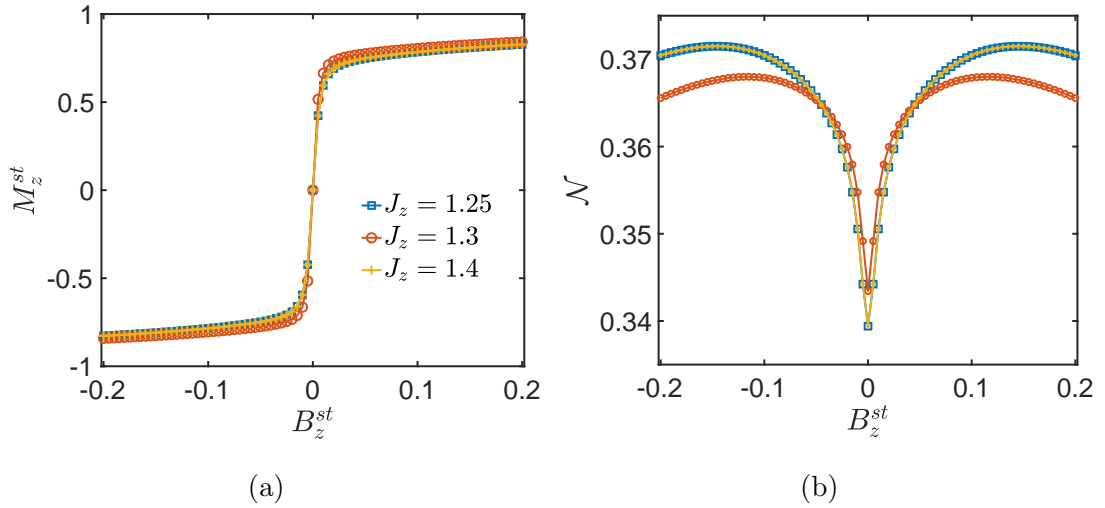 1
0.5
0
-0.5
-1
M_z^{st}
-0.2
-0.1
0
0.1
0.2
B_z^{st}
J_z = 1.25
J_z = 1.3
J_z = 1.4
(a)
0.37
0.36
0.35
0.34
𝒩
-0.2
-0.1
0
0.1
0.2
B_z^{st}
(b)